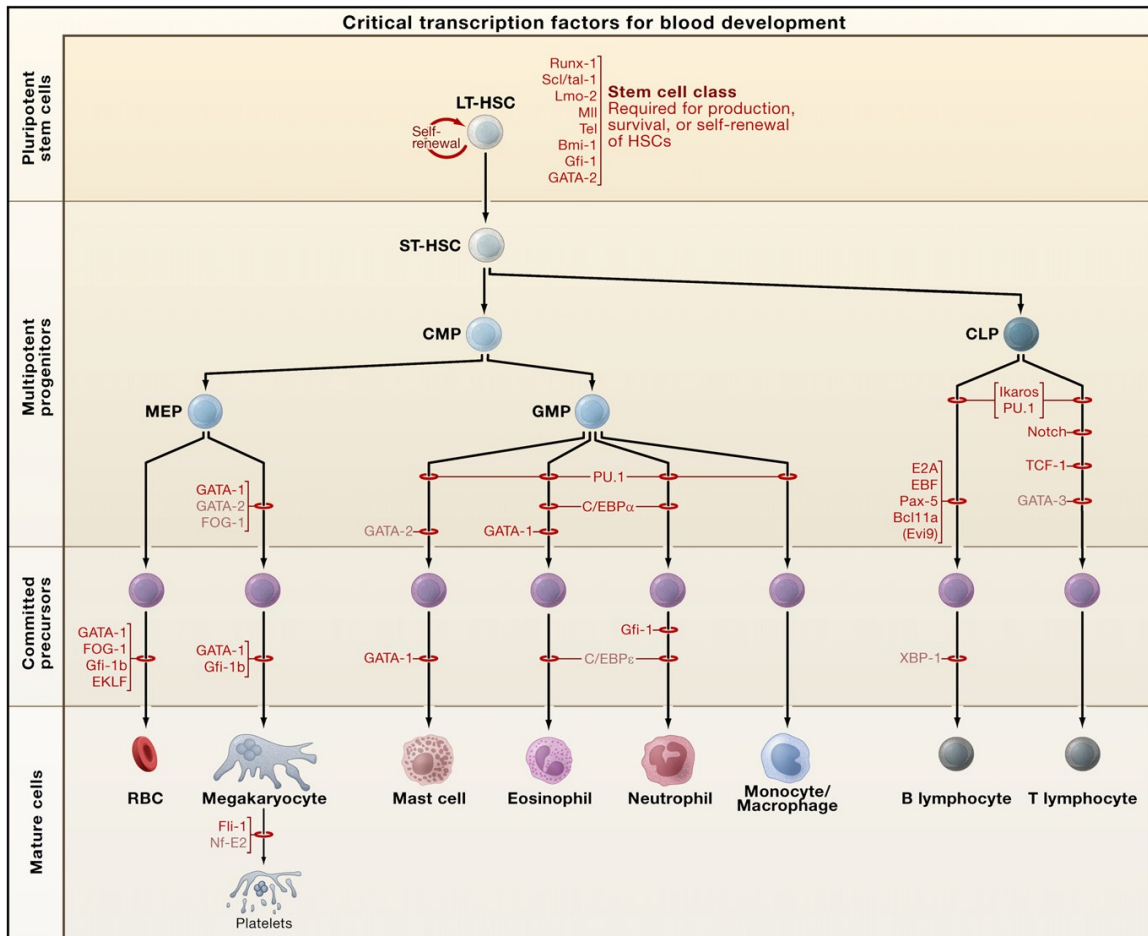 Critical transcription factors for blood development
Pluripotent
stem cells
LT-HSC
Self-
renewal
Runx-1
Scl/tal-1
Lmo-2
Mll
Tel
Bmi-1
Gfi-1
GATA-2
Stem cell class
Required for production,
survival, or self-renewal
of HSCs
Multipotent
progenitors
ST-HSC
CMP
CLP
MEP
GMP
Ikaros
PU.1
Notch
GATA-1
GATA-2
FOG-1
PU.1
C/EBPα
GATA-2
GATA-1
E2A
EBF
Pax-5
Bcl11a
(Evi9)
TCF-1
GATA-3
Committed
precursors
GATA-1
FOG-1
Gfi-1b
EKLF
GATA-1
Gfi-1b
GATA-1
Gfi-1
C/EBPε
XBP-1
Mature cells
RBC
Megakaryocyte
Mast cell
Eosinophil
Neutrophil
Monocyte/
Macrophage
B lymphocyte
T lymphocyte
Fli-1
Nf-E2
Platelets